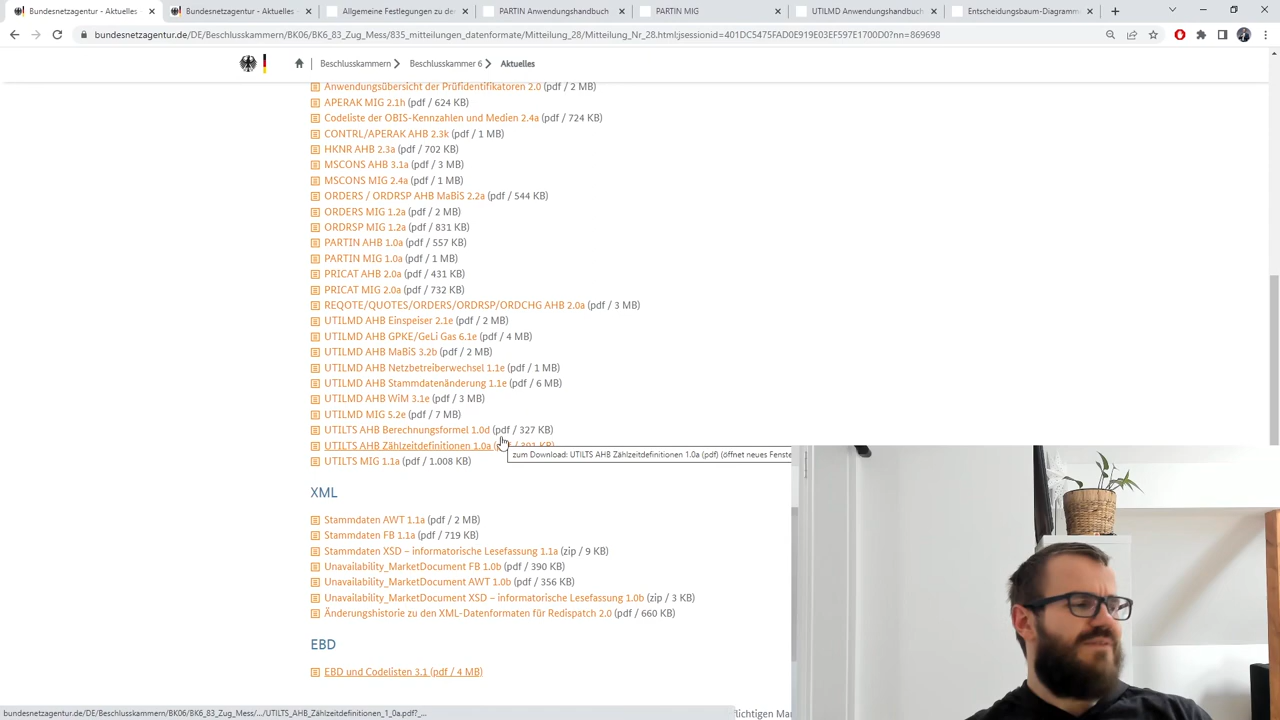 Bundesnetzagentur - Aktuelles
Bundesnetzagentur - Aktuelles
Allgemeine Festlegungen zu de
PARTIN Anwendungshandbuch
PARTIN MIG
UTILMD Anwendungshandbuch
Entscheidungsbaum-Diagramm
bundesnetzagentur.de/DE/Beschlusskammern/BK06/BK6_83_Zug_Mess/835_mitteilungen_datenformate/Mitteilung_28/Mitteilung_Nr_28.html;jsessionid=401DC5475FAD0E919E03EF597E1700D0?nn=869698
Beschlusskammern > Beschlusskammer 6 > Aktuelles
Anwendungsübersicht der Prüfidentifikatoren 2.0 (pdf / 2 MB)
APERAK MIG 2.1h (pdf / 624 KB)
Codeliste der OBIS-Kennzahlen und Medien 2.4a (pdf / 724 KB)
CONTRL/APERAK AHB 2.3k (pdf / 1 MB)
HKNR AHB 2.3a (pdf / 702 KB)
MSCONS AHB 3.1a (pdf / 3 MB)
MSCONS MIG 2.4a (pdf / 1 MB)
ORDERS / ORDRSP AHB MaBiS 2.2a (pdf / 544 KB)
ORDERS MIG 1.2a (pdf / 2 MB)
ORDRSP MIG 1.2a (pdf / 831 KB)
PARTIN AHB 1.0a (pdf / 557 KB)
PARTIN MIG 1.0a (pdf / 1 MB)
PRICAT AHB 2.0a (pdf / 431 KB)
PRICAT MIG 2.0a (pdf / 732 KB)
REQOTE/QUOTES/ORDERS/ORDRSP/ORDCHG AHB 2.0a (pdf / 3 MB)
UTILMD AHB Einspeiser 2.1e (pdf / 2 MB)
UTILMD AHB GPKE/GeLi Gas 6.1e (pdf / 4 MB)
UTILMD AHB MaBiS 3.2b (pdf / 2 MB)
UTILMD AHB Netzbetreiberwechsel 1.1e (pdf / 1 MB)
UTILMD AHB Stammdatenänderung 1.1e (pdf / 6 MB)
UTILMD AHB WiM 3.1e (pdf / 3 MB)
UTILMD MIG 5.2e (pdf / 7 MB)
UTILTS AHB Berechnungsformel 1.0d (pdf / 327 KB)
UTILTS AHB Zählzeitdefinitionen 1.0a (pdf / 391 KB)
zum Download: UTILTS AHB Zählzeitdefinitionen 1.0a (pdf) (öffnet neues Fenste
UTILTS MIG 1.1a (pdf / 1.008 KB)
XML
Stammdaten AWT 1.1a (pdf / 2 MB)
Stammdaten FB 1.1a (pdf / 719 KB)
Stammdaten XSD – informatorische Lesefassung 1.1a (zip / 9 KB)
Unavailability_MarketDocument FB 1.0b (pdf / 390 KB)
Unavailability_MarketDocument AWT 1.0b (pdf / 356 KB)
Unavailability_MarketDocument XSD – informatorische Lesefassung 1.0b (zip / 3 KB)
Änderungshistorie zu den XML-Datenformaten für Redispatch 2.0 (pdf / 660 KB)
EBD
EBD und Codelisten 3.1 (pdf / 4 MB)
bundesnetzagentur.de/DE/Beschlusskammern/BK06/BK6_83_Zug_Mess/.../UTILTS_AHB_Zählzeitdefinitionen_1_0a.pdf?_...
flichtigen Mar